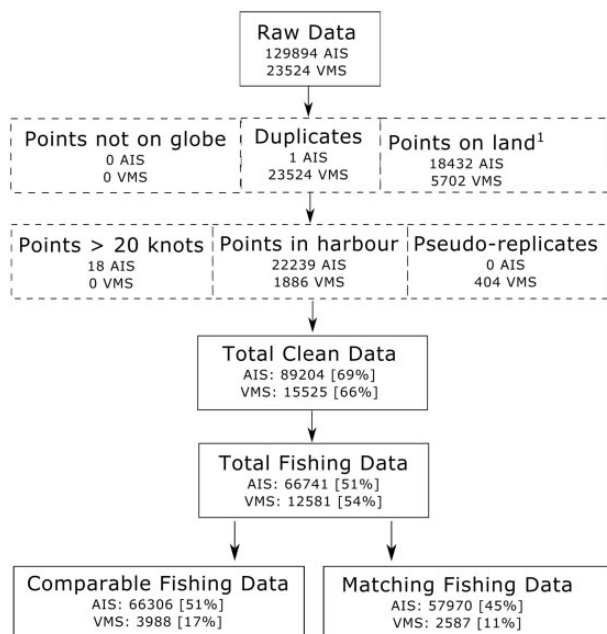 Raw Data
129894 AIS
23524 VMS
Points not on globe
0 AIS
0 VMS
Duplicates
1 AIS
23524 VMS
Points on land¹
18432 AIS
5702 VMS
Points > 20 knots
18 AIS
0 VMS
Points in harbour
22239 AIS
1886 VMS
Pseudo-replicates
0 AIS
404 VMS
Total Clean Data
AIS: 89204 [69%]
VMS: 15525 [66%]
Total Fishing Data
AIS: 66741 [51%]
VMS: 12581 [54%]
Comparable Fishing Data
AIS: 66306 [51%]
VMS: 3988 [17%]
Matching Fishing Data
AIS: 57970 [45%]
VMS: 2587 [11%]